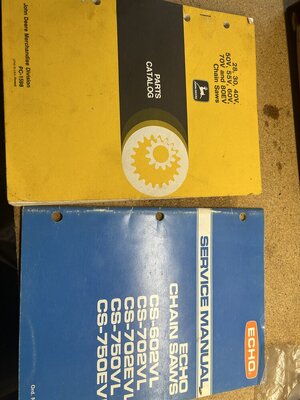 28, 30, 40V,
50V, 55V, 60V,
70V and 80EV
Chain Saws
PARTS
CATALOG
John Deere Merchandise Division
PC-1598
ECHO
SERVICE MANUAL
ECHO
CHAIN SAWS
CS-602VL
CS-702VL
CS-702EVL
CS-750VL
CS-750EVL